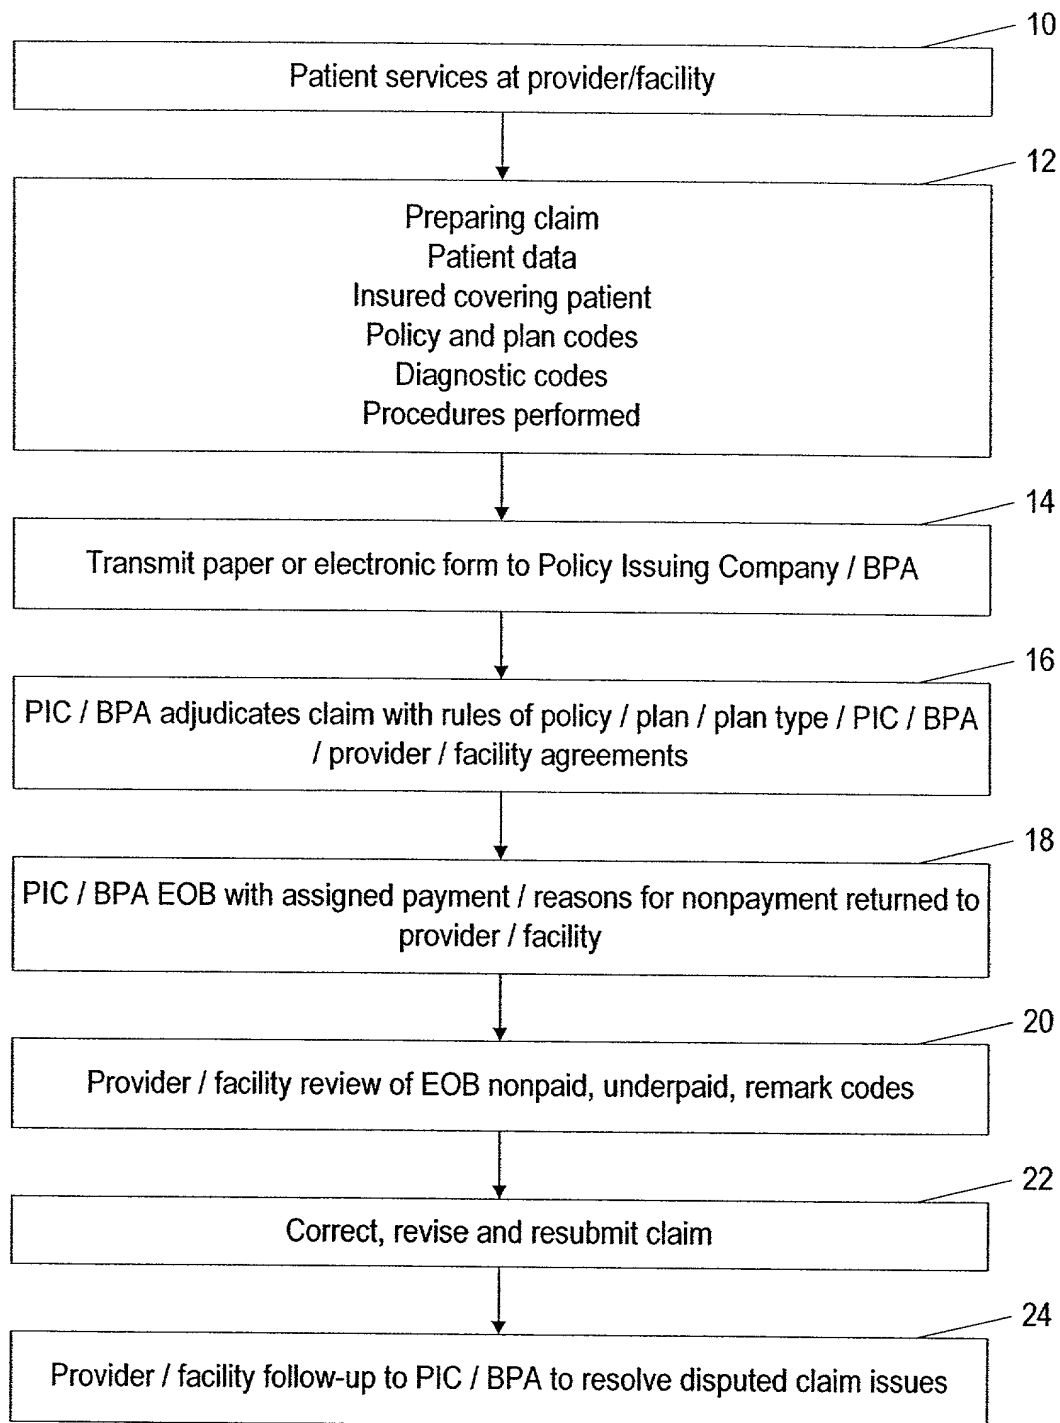 10
Patient services at provider/facility
12
Preparing claim
Patient data
Insured covering patient
Policy and plan codes
Diagnostic codes
Procedures performed
14
Transmit paper or electronic form to Policy Issuing Company / BPA
16
PIC / BPA adjudicates claim with rules of policy / plan / plan type / PIC / BPA
/ provider / facility agreements
18
PIC / BPA EOB with assigned payment / reasons for nonpayment returned to
provider / facility
20
Provider / facility review of EOB nonpaid, underpaid, remark codes
22
Correct, revise and resubmit claim
24
Provider / facility follow-up to PIC / BPA to resolve disputed claim issues